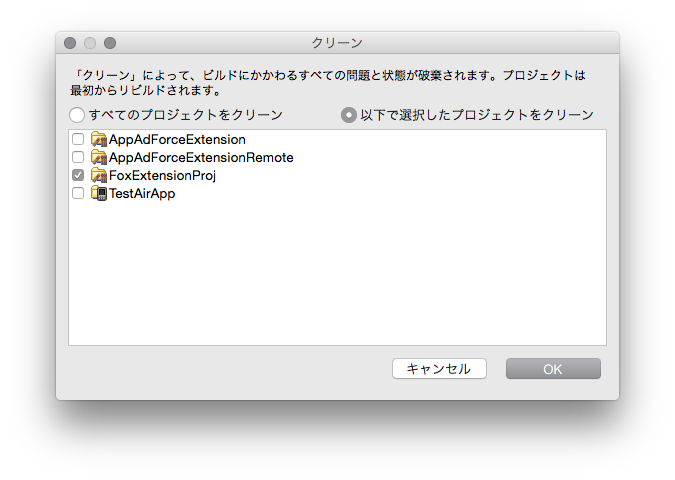 クリーン
「クリーン」によって、ビルドにかかわるすべての問題と状態が破棄されます。プロジェクトは
最初からリビルドされます。
すべてのプロジェクトをクリーン 以下で選択したプロジェクトをクリーン
AppAdForceExtension
AppAdForceExtensionRemote
FoxExtensionProj
TestAirApp
キャンセル OK